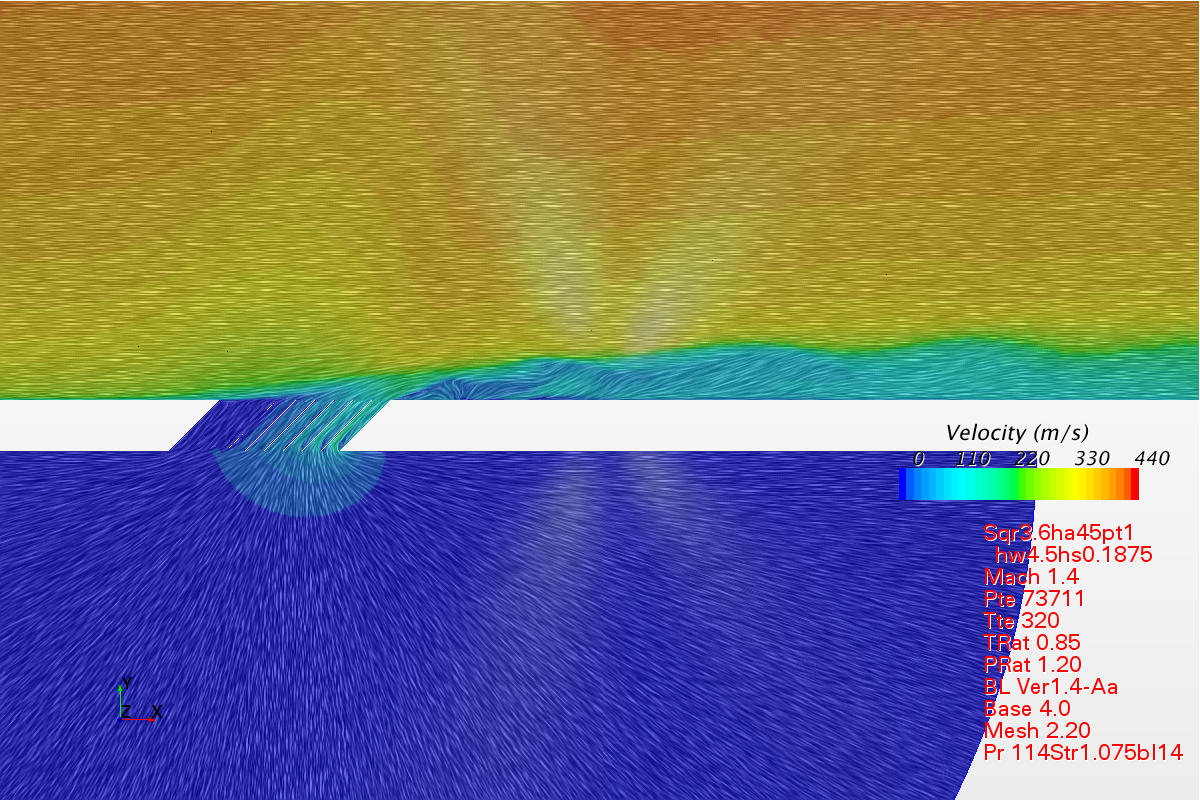 Velocity (m/s)
0 110 220 330 440
Sqr3.6ha45pt1
hw4.5hs0.1875
Mach 1.4
Pte 73711
Tte 320
TRat 0.85
PRat 1.20
BL Ver1.4-Aa
Base 4.0
Mesh 2.20
Pr 114Str1.075bl14
Y
Z X